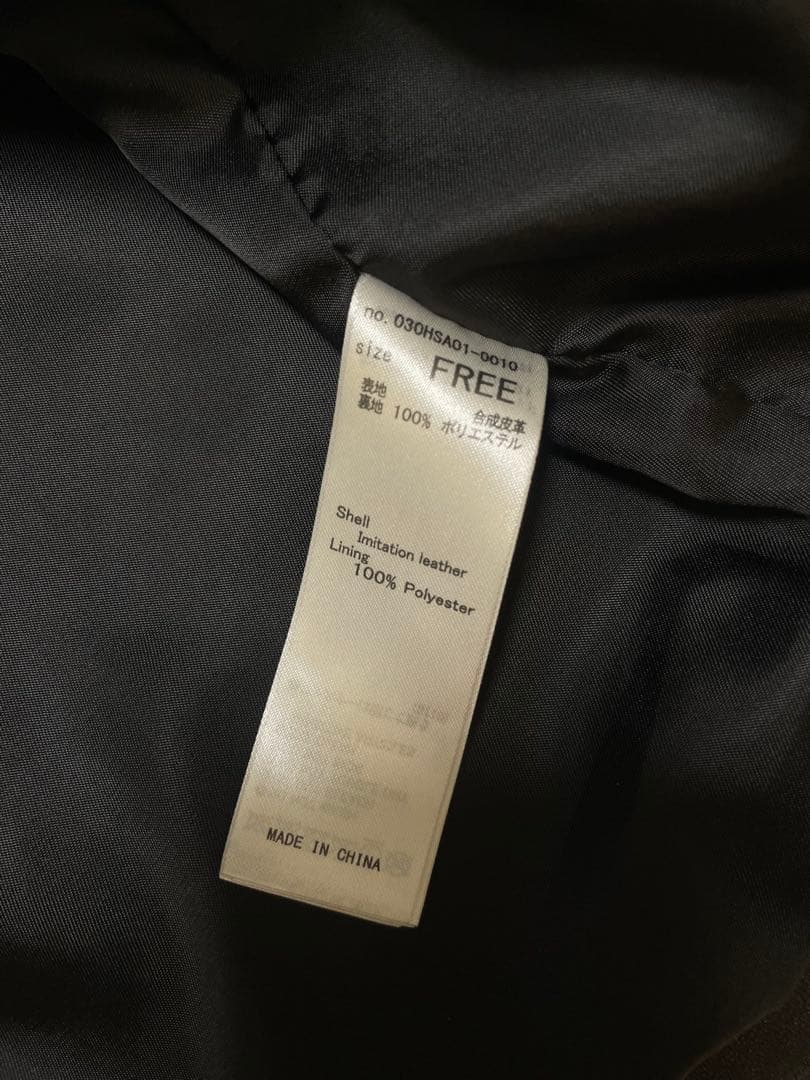 no. 030HSA01-0010
size FREE
表地 合成皮革
裏地 100% ポリエステル
Shell
Imitation leather
Lining
100% Polyester
MADE IN CHINA